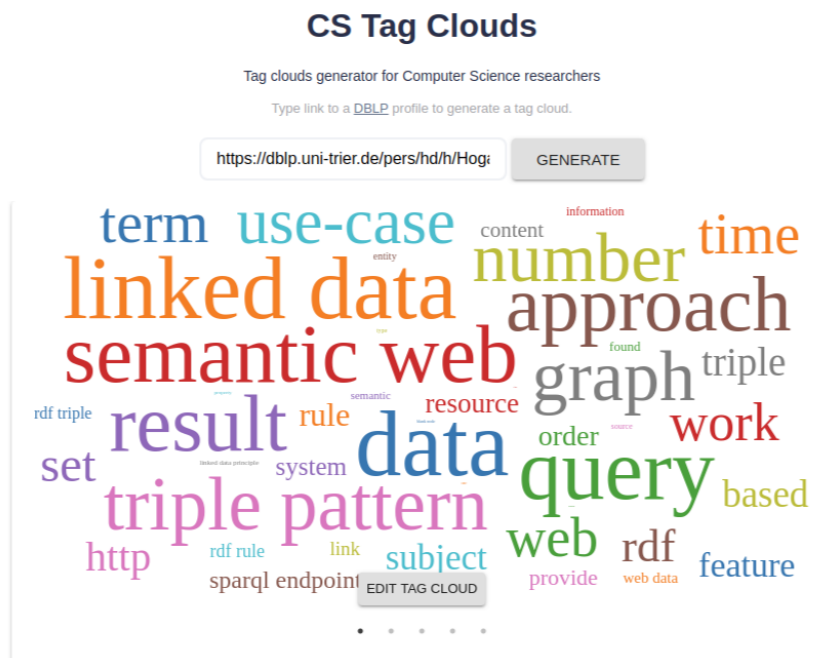 CS Tag Clouds
Tag clouds generator for Computer Science researchers
Type link to a DBLP profile to generate a tag cloud.
https://dblp.uni-trier.de/pers/hd/h/Hoga
GENERATE
information
term use-case content time
entity number
linked data approach
type
semantic web found
graph triple
semantic resource
rdf triple result rule work
data order source
set linked data principle system query
triple pattern based
web rdf
http rdf rule link subject feature
sparql endpoint provide web data
EDIT TAG CLOUD